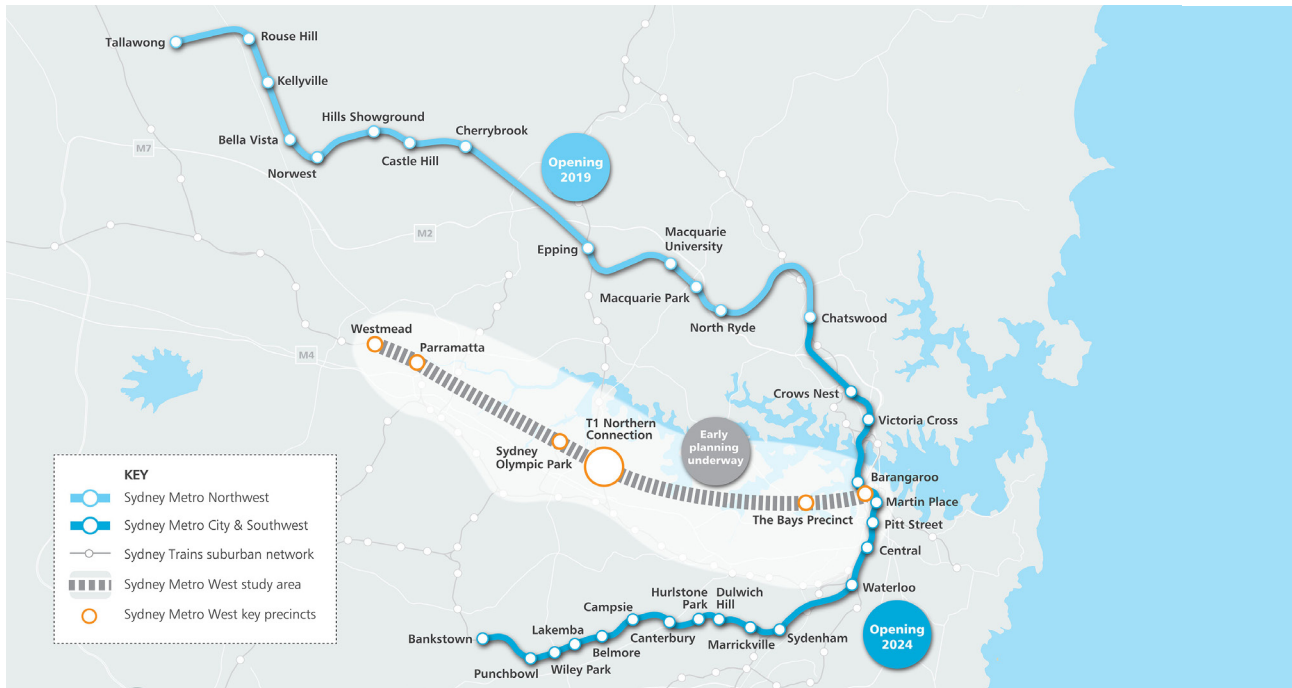 Tallawong
Rouse Hill
Kellyville
Bella Vista
Norwest
Hills Showground
Castle Hill
Cherrybrook
Opening
2019
M7
M2
Epping
Macquarie
University
Macquarie Park
North Ryde
Chatswood
Westmead
Parramatta
M4
Crows Nest
Victoria Cross
T1 Northern
Connection
Sydney
Olympic Park
Early
planning
underway
Barangaroo
Martin Place
The Bays Precinct
Pitt Street
Central
Waterloo
KEY
Sydney Metro Northwest
Sydney Metro City & Southwest
Sydney Trains suburban network
Sydney Metro West study area
Sydney Metro West key precincts
Bankstown
Punchbowl
Lakemba
Wiley Park
Belmore
Campsie
Canterbury
Hurlstone
Park
Dulwich
Hill
Marrickville
Sydenham
Opening
2024